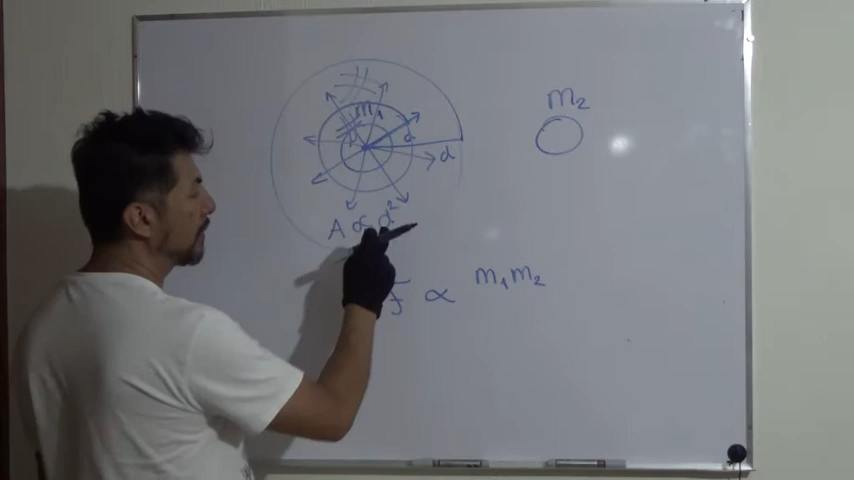 m₂
m₁
d
d
A ∝ d²
F ∝ m₁m₂